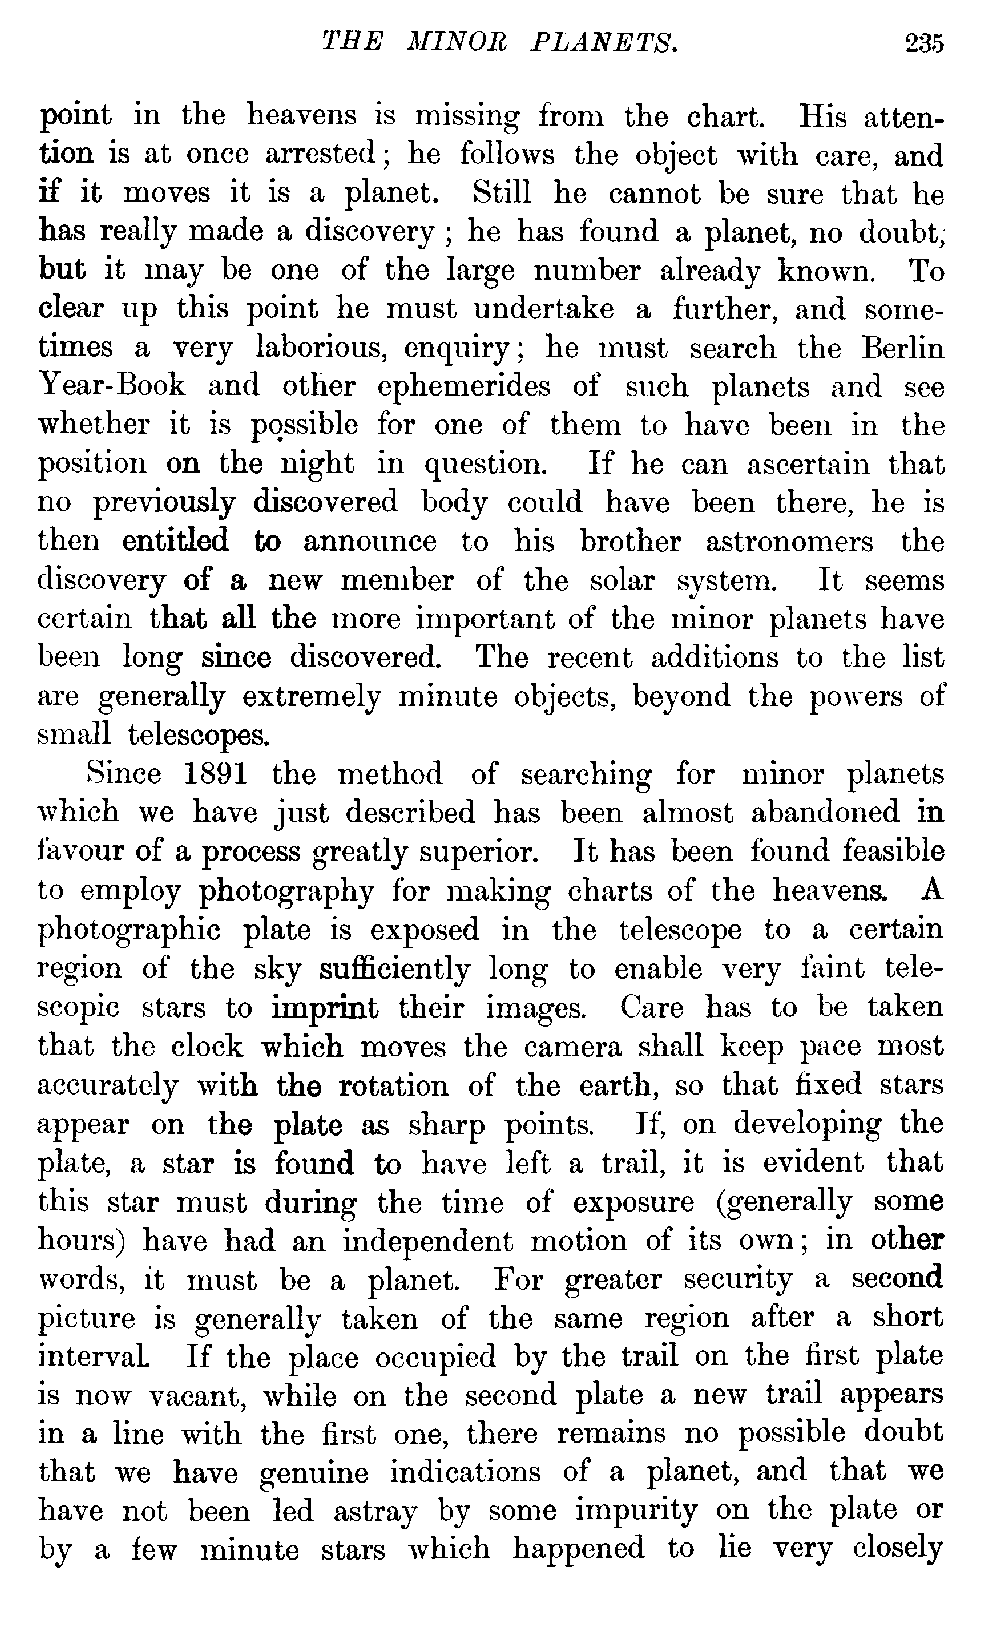 THE MINOR PLANETS. 235
point in the heavens is missing from the chart. His atten-
tion is at once arrested; he follows the object with care, and
if it moves it is a planet. Still he cannot be sure that he
has really made a discovery; he has found a planet, no doubt,
but it may be one of the large number already known. To
clear up this point he must undertake a further, and some-
times a very laborious, enquiry; he must search the Berlin
Year-Book and other ephemerides of such planets and see
whether it is possible for one of them to have been in the
position on the night in question. If he can ascertain that
no previously discovered body could have been there, he is
then entitled to announce to his brother astronomers the
discovery of a new member of the solar system. It seems
certain that all the more important of the minor planets have
been long since discovered. The recent additions to the list
are generally extremely minute objects, beyond the powers of
small telescopes.
Since 1891 the method of searching for minor planets
which we have just described has been almost abandoned in
favour of a process greatly superior. It has been found feasible
to employ photography for making charts of the heavens. A
photographic plate is exposed in the telescope to a certain
region of the sky sufficiently long to enable very faint tele-
scopic stars to imprint their images. Care has to be taken
that the clock which moves the camera shall keep pace most
accurately with the rotation of the earth, so that fixed stars
appear on the plate as sharp points. If, on developing the
plate, a star is found to have left a trail, it is evident that
this star must during the time of exposure (generally some
hours) have had an independent motion of its own; in other
words, it must be a planet. For greater security a second
picture is generally taken of the same region after a short
interval. If the place occupied by the trail on the first plate
is now vacant, while on the second plate a new trail appears
in a line with the first one, there remains no possible doubt
that we have genuine indications of a planet, and that we
have not been led astray by some impurity on the plate or
by a few minute stars which happened to lie very closely